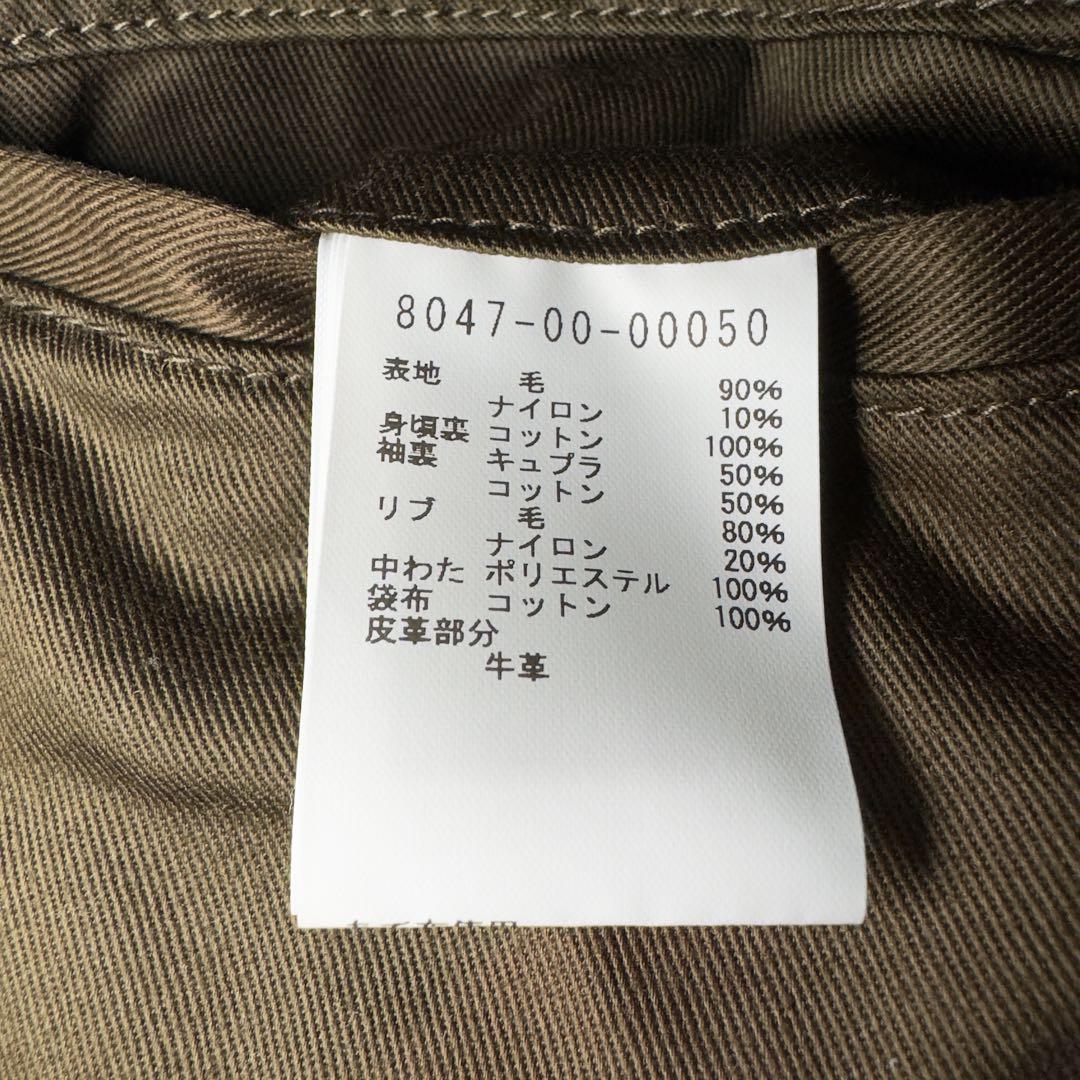 8047-00-00050
表地 毛 90%
ナイロン 10%
身頃裏 コットン 100%
袖裏 キュプラ 50%
コットン 50%
リブ 毛 80%
ナイロン 20%
中わた ポリエステル 100%
袋布 コットン 100%
皮革部分
牛革